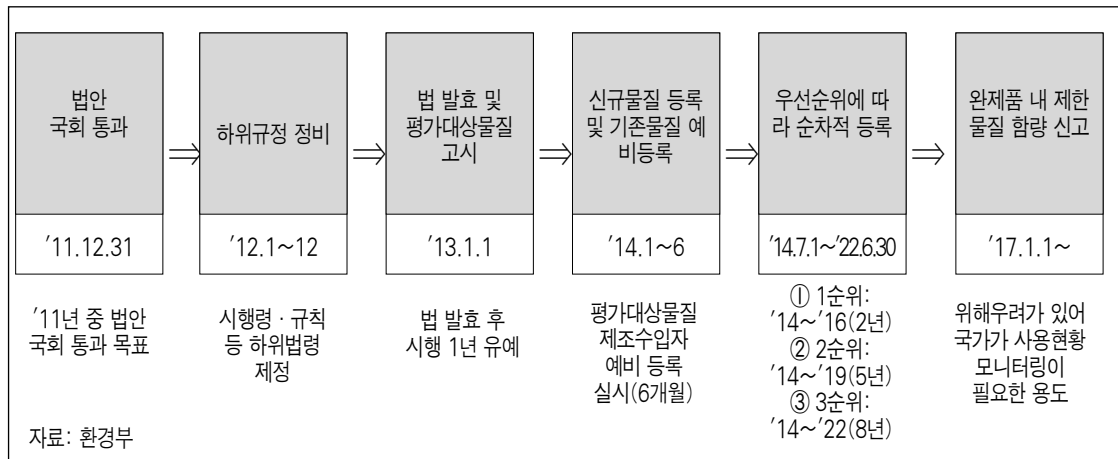 법안
국회 통과
하위규정 정비
법 발효 및
평가대상물질
고시
신규물질 등록
및 기존물질 예
비등록
우선순위에 따
라 순차적 등록
완제품 내 제한
물질 함량 신고
'11.12.31
'12.1~12
'13.1.1
'14.1~6
'14.7.1~'22.6.30
'17.1.1~
'11년 중 법안
국회 통과 목표
시행령·규칙
등 하위법령
제정
법 발효 후
시행 1년 유예
평가대상물질
제조수입자
예비 등록
실시(6개월)
① 1순위:
'14~'16(2년)
② 2순위:
'14~'19(5년)
③ 3순위:
'14~'22(8년)
위해우려가 있어
국가가 사용현황
모니터링이
필요한 용도
자료: 환경부